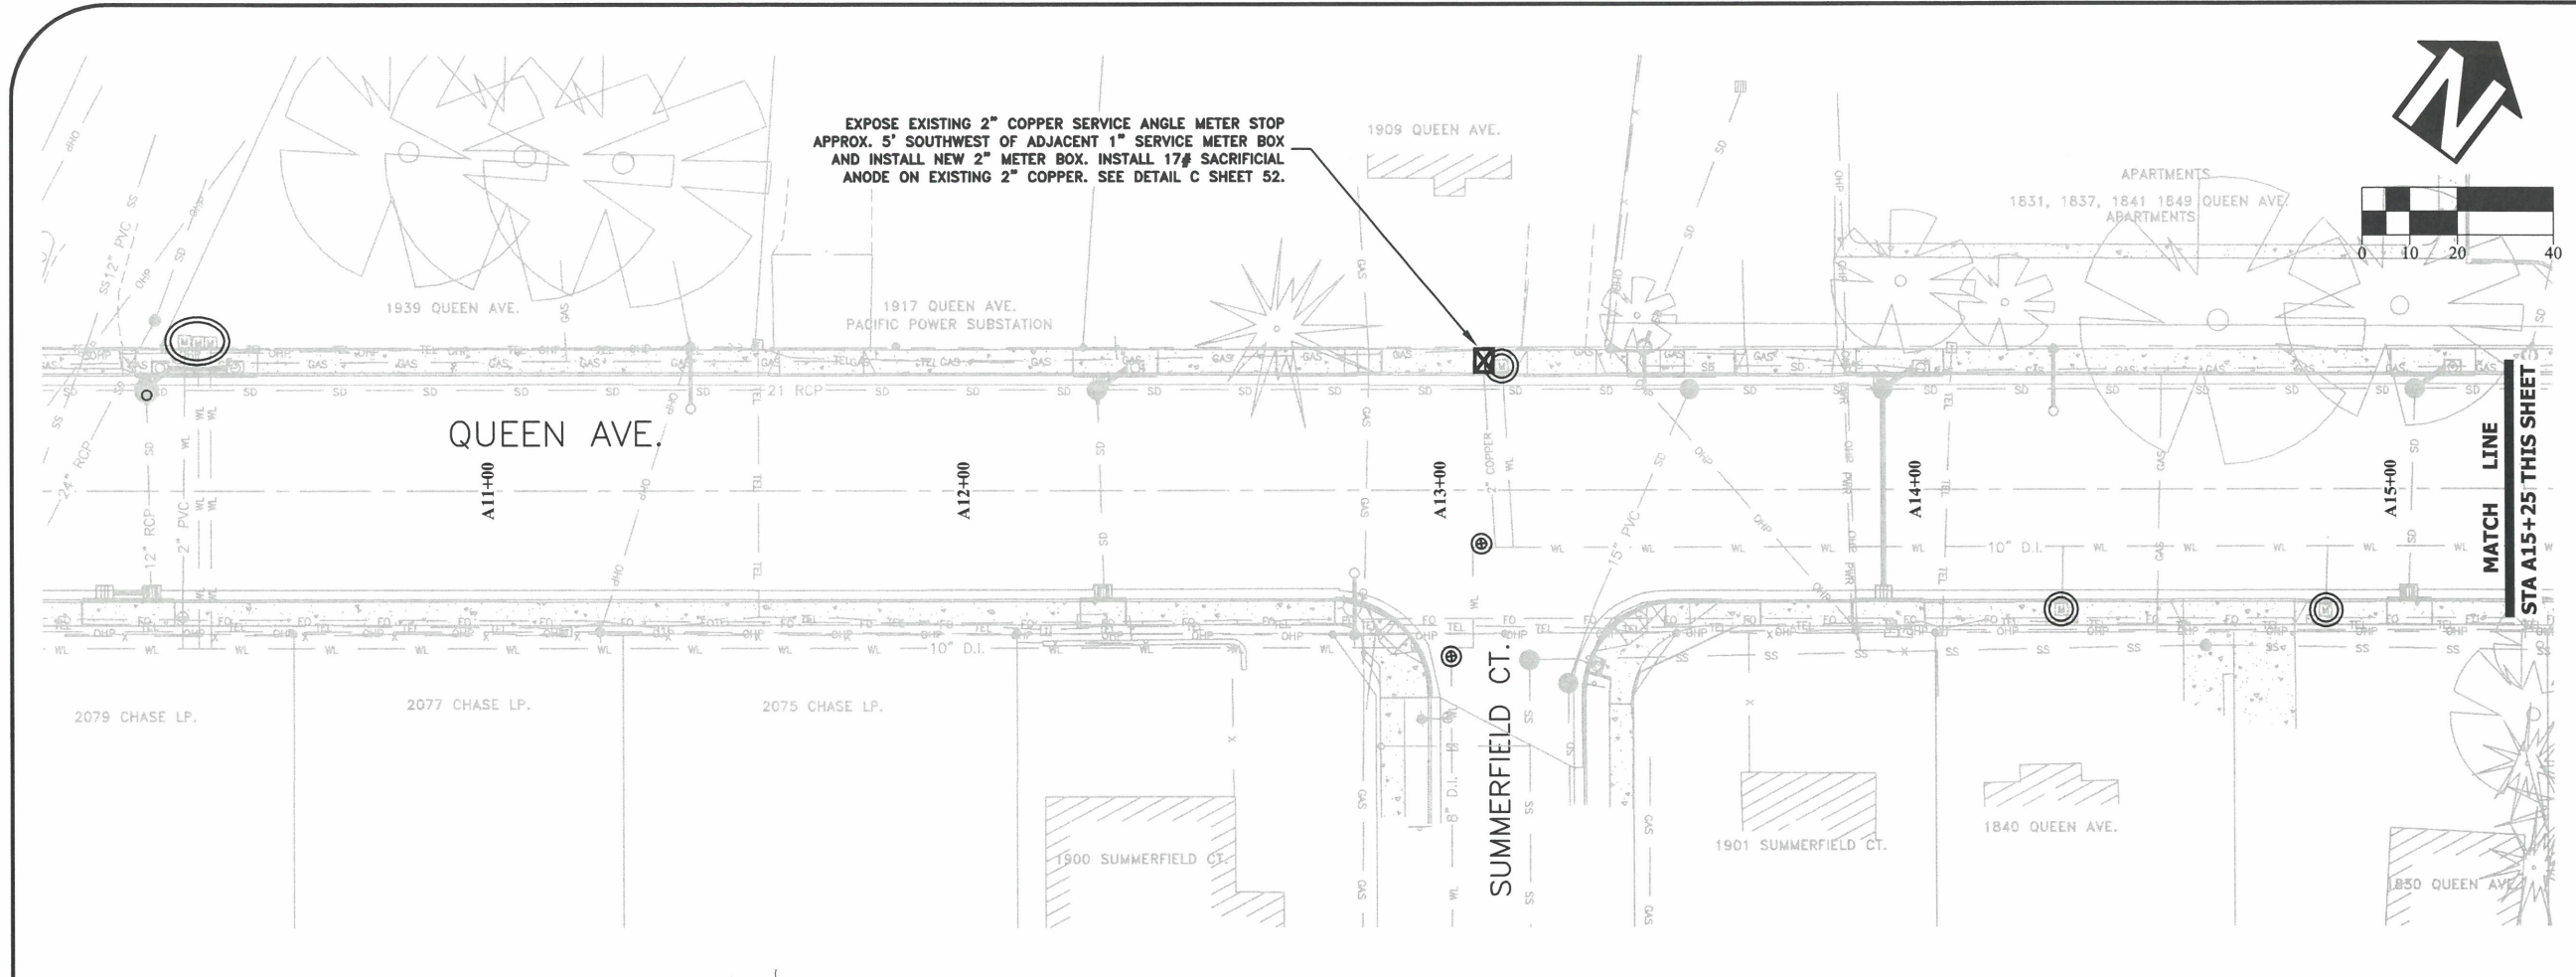 EXPOSE EXISTING 2" COPPER SERVICE ANGLE METER STOP
APPROX. 5' SOUTHWEST OF ADJACENT 1" SERVICE METER BOX
AND INSTALL NEW 2" METER BOX. INSTALL 17# SACRIFICIAL
ANODE ON EXISTING 2" COPPER. SEE DETAIL C SHEET 52.
N
0 10 20 40
1909 QUEEN AVE.
APARTMENTS
1831, 1837, 1841 1849 QUEEN AVE.
APARTMENTS
1939 QUEEN AVE.
1917 QUEEN AVE.
PACIFIC POWER SUBSTATION
SS 12" PVC SS
24" RCP
21 RCP
QUEEN AVE.
A11+00
A12+00
A13+00
A14+00
A15+00
MATCH LINE
STA A15+25 THIS SHEET
12" RCP
2" PVC
2" COPPER
15" PVC
10" D.I.
10" D.I.
8" D.I.
SUMMERFIELD CT.
2079 CHASE LP.
2077 CHASE LP.
2075 CHASE LP.
1900 SUMMERFIELD CT.
1901 SUMMERFIELD CT.
1840 QUEEN AVE.
1830 QUEEN AVE